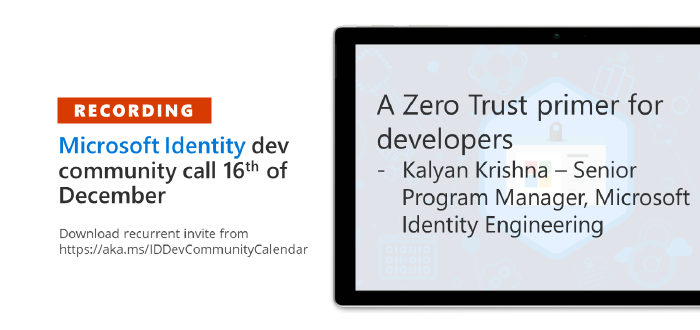 RECORDING
Microsoft Identity dev
community call 16th of
December
Download recurrent invite from
https://aka.ms/IDDevCommunityCalendar
A Zero Trust primer for
developers
- Kalyan Krishna – Senior
Program Manager, Microsoft
Identity Engineering